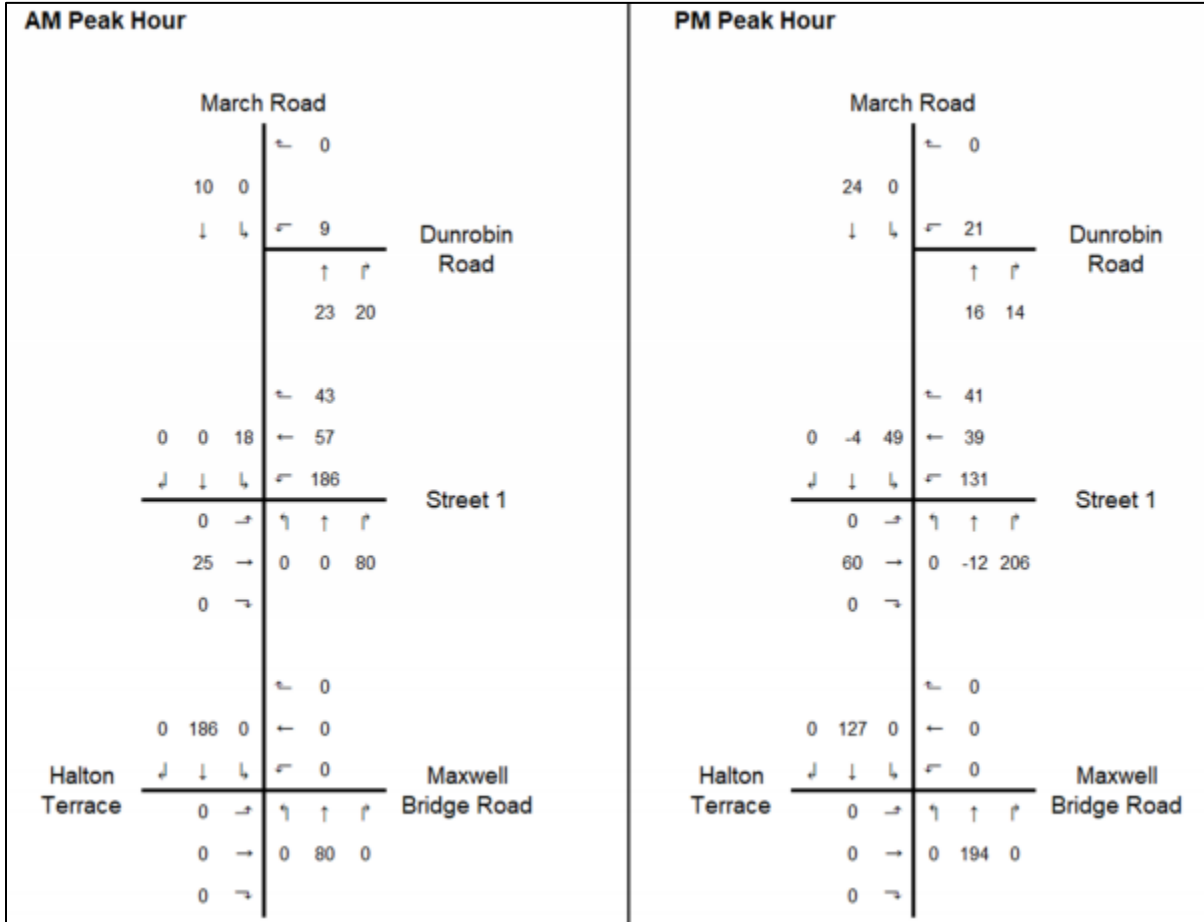 AM Peak Hour
March Road
← 0
10 0
↓ ↳ ← 9
Dunrobin
Road
↑ ↱
23 20
← 43
0 0 18 ← 57
↲ ↓ ↳ ← 186
Street 1
0 → ↰ ↑ ↱
25 → 0 0 80
0 →
← 0
0 186 0 ← 0
Halton
Terrace
↲ ↓ ↳ ← 0
Maxwell
Bridge Road
0 → ↰ ↑ ↱
0 → 0 80 0
0 →
PM Peak Hour
March Road
← 0
24 0
↓ ↳ ← 21
Dunrobin
Road
↑ ↱
16 14
← 41
0 -4 49 ← 39
↲ ↓ ↳ ← 131
Street 1
0 → ↰ ↑ ↱
60 → 0 -12 206
0 →
← 0
0 127 0 ← 0
Halton
Terrace
↲ ↓ ↳ ← 0
Maxwell
Bridge Road
0 → ↰ ↑ ↱
0 → 0 194 0
0 →